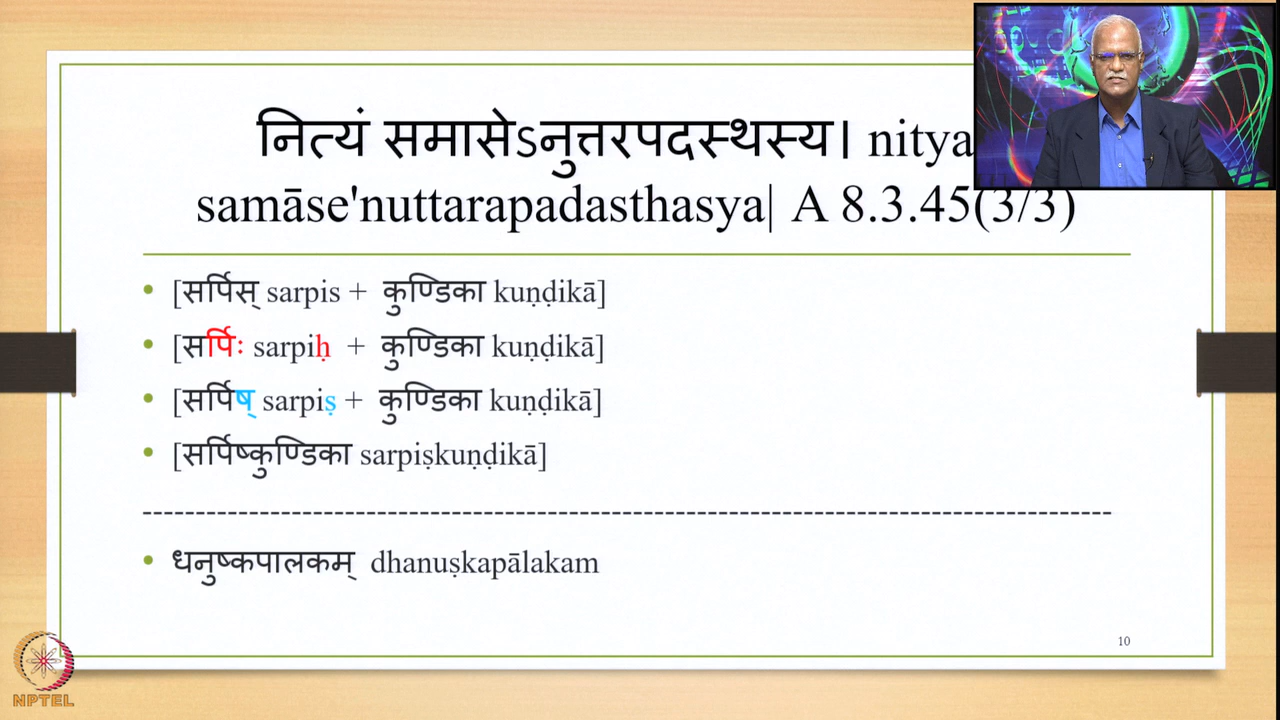 नित्यं समासेऽनुत्तरपदस्थस्य। nitya
samāse'nuttarapadasthasya| A 8.3.45(3/3)
• [सर्पिस् sarpis + कुण्डिका kuṇḍikā]
• [सर्पिः sarpiḥ + कुण्डिका kuṇḍikā]
• [सर्पिष् sarpiṣ + कुण्डिका kuṇḍikā]
• [सर्पिष्कुण्डिका sarpiṣkuṇḍikā]
-----------------------------------------------------------------------------------------
• धनुष्कपालकम् dhanuṣkapālakam
10
NPTEL